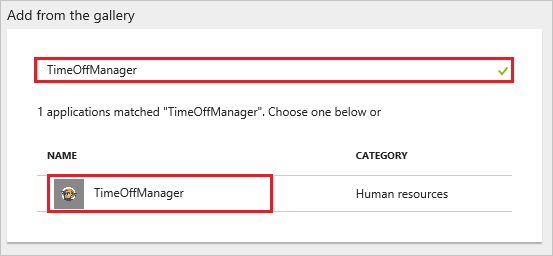 Add from the gallery
TimeOffManager
1 applications matched "TimeOffManager". Choose one below or
NAME CATEGORY
TimeOffManager Human resources